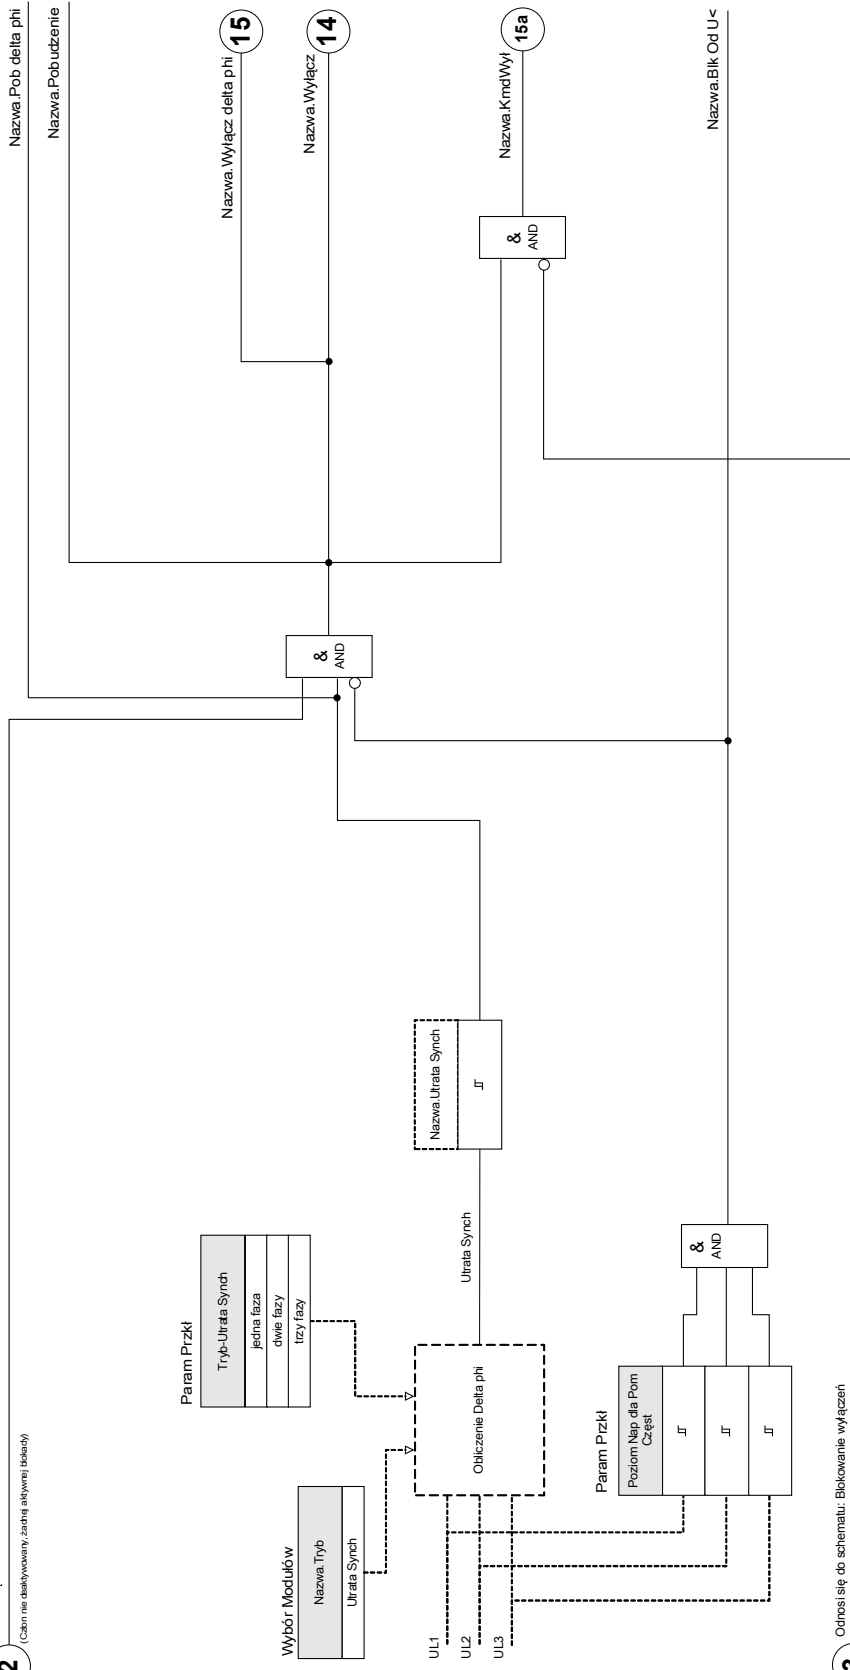 2
(Człon nie deaktywowany, żadnej aktywnej blokady)
Nazwa.Pob delta phi
Nazwa.Pobudzenie
Param Przkł
Tryb-Utrata Synch
jedna faza
dwie fazy
trzy fazy
Nazwa.Wyłącz delta phi
15
Wybór Modułów
Nazwa.Tryb
Utrata Synch
&
AND
Nazwa.Wyłącz
14
UL1
UL2
UL3
Obliczenie Delta phi
Utrata Synch
Nazwa.Utrata Synch
&
AND
Nazwa.KmdWył
15a
Param Przkł
Poziom Nap dla Pom
Częst
&
AND
Nazwa.Blk Od U<
Odnosi się do schematu: Blokowanie wyłączeń